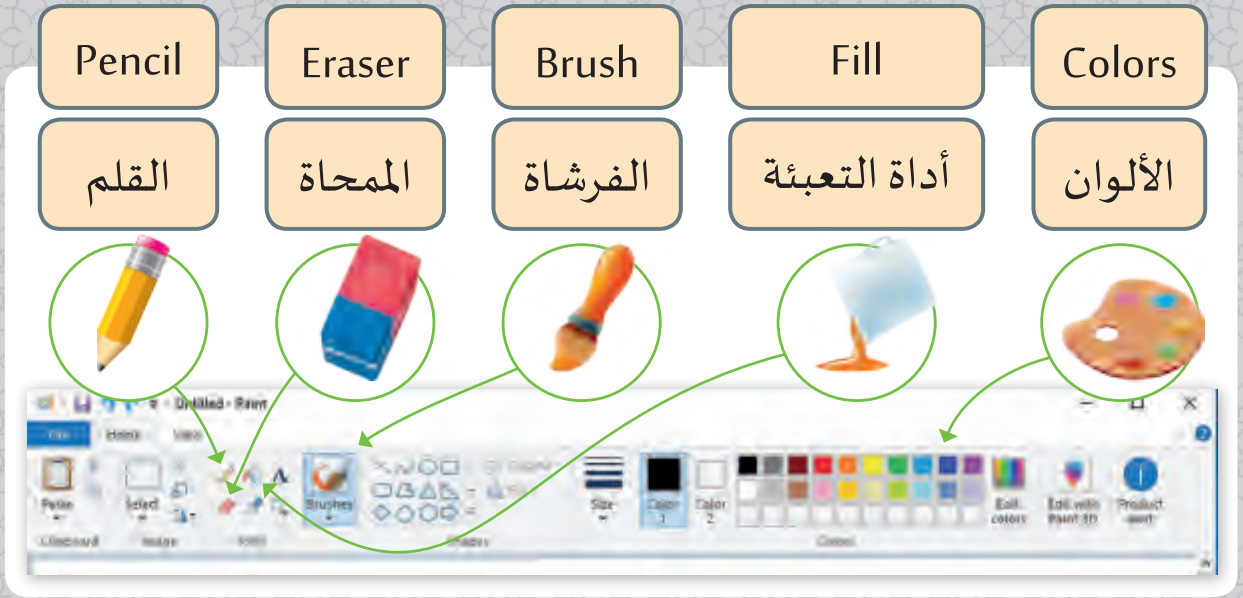 Pencil
Eraser
Brush
Fill
Colors
القلم
الممحاة
الفرشاة
أداة التعبئة
الألوان
Untitled - Paint
File Home View
Paste
Select
Brushes
Size
Color 1
Color 2
Edit colors
Edit with Paint 3D
Product alert
Clipboard
Image
Tools
Shapes
Colors